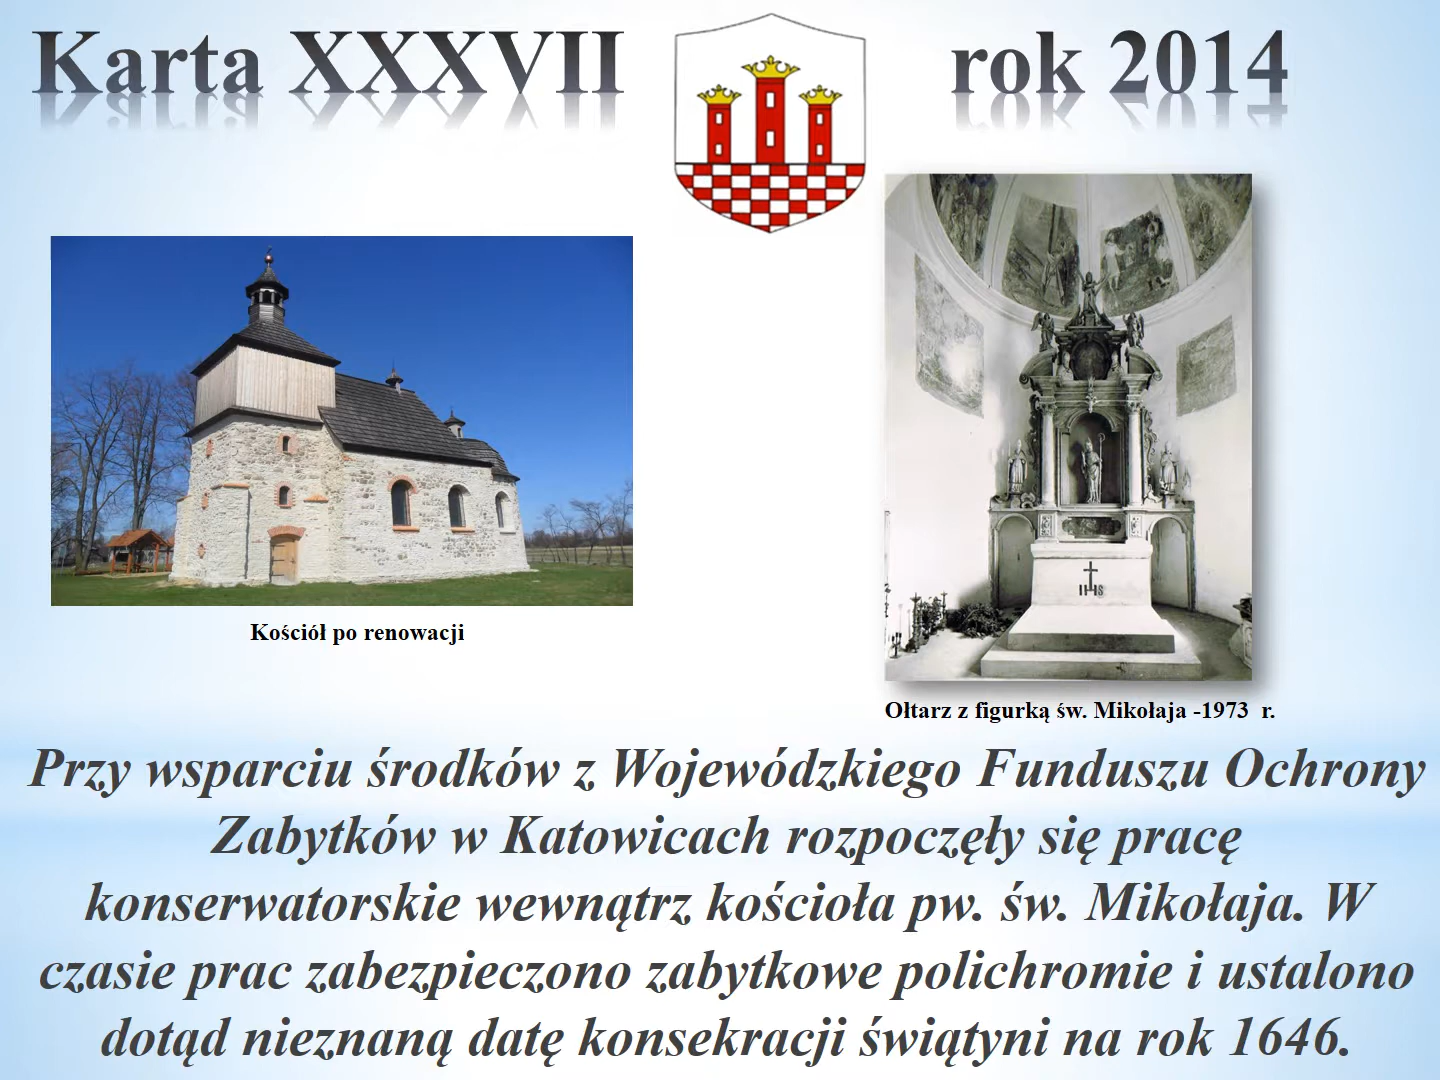 Karta XXXVII rok 2014
Kościół po renowacji
IHS
Ołtarz z figurką św. Mikołaja -1973 r.
Przy wsparciu środków z Wojewódzkiego Funduszu Ochrony
Zabytków w Katowicach rozpoczęły się pracę
konserwatorskie wewnątrz kościoła pw. św. Mikołaja. W
czasie prac zabezpieczono zabytkowe polichromie i ustalono
dotąd nieznaną datę konsekracji świątyni na rok 1646.